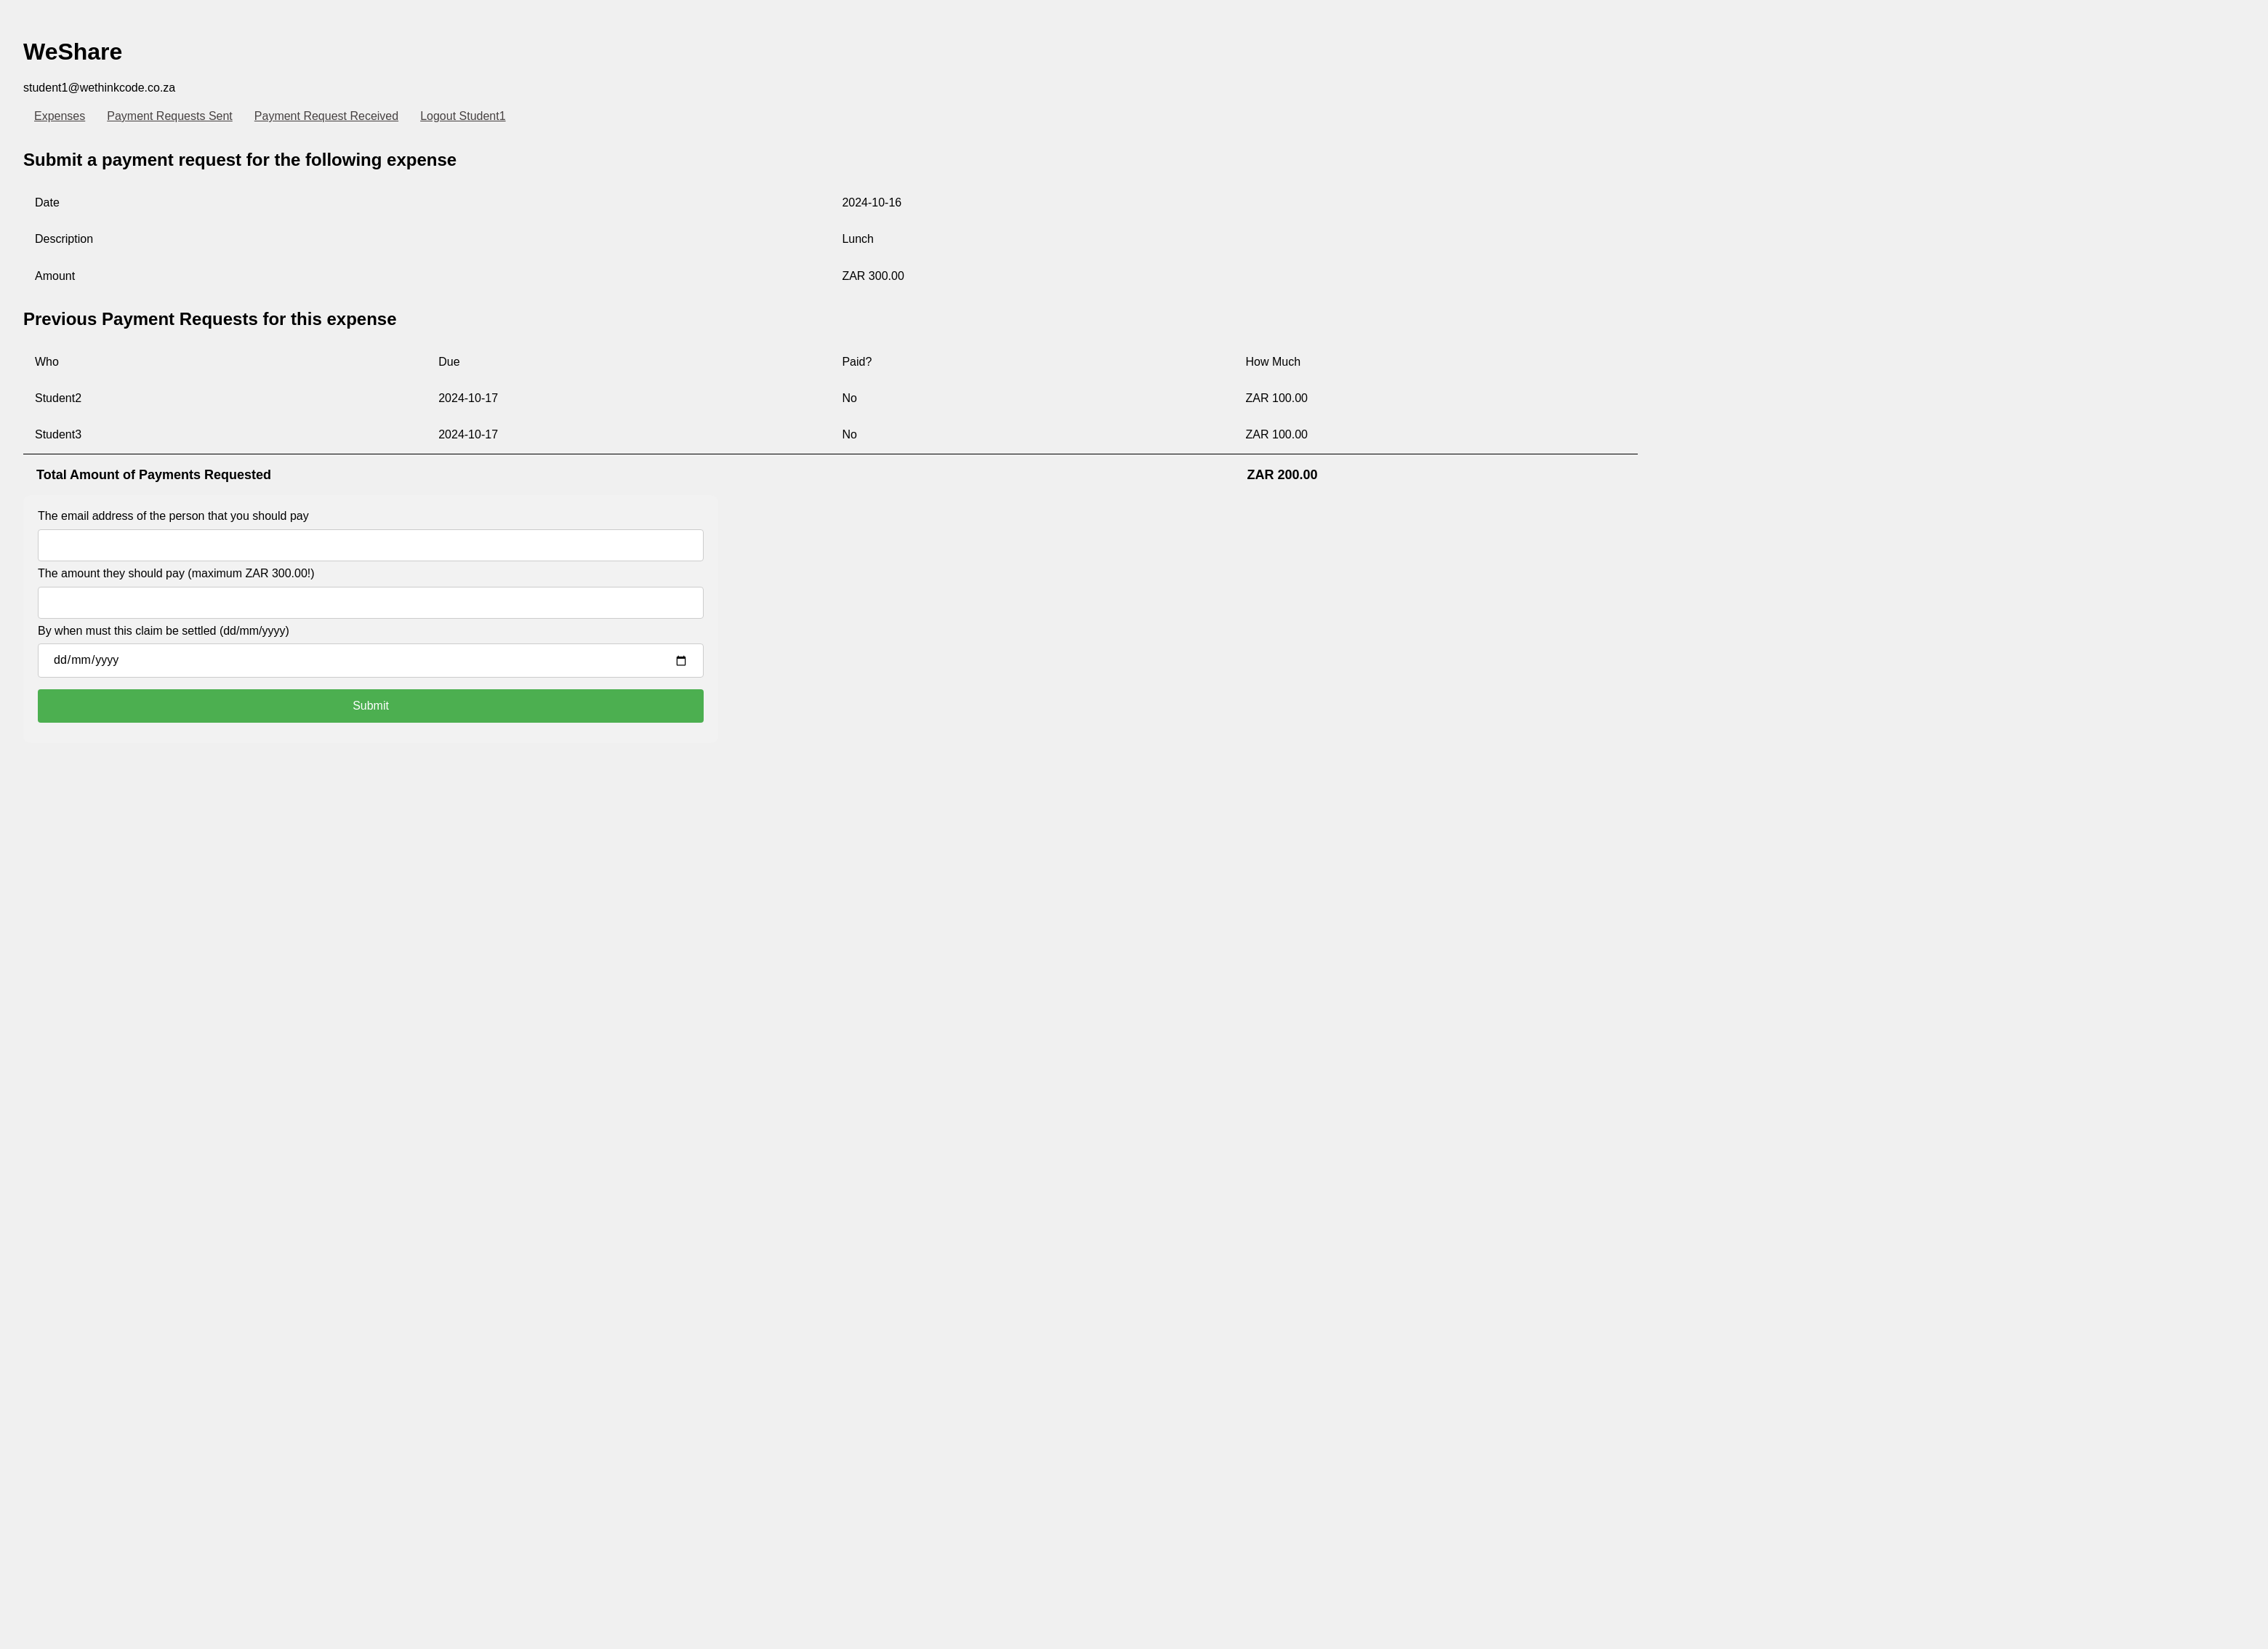 WeShare
student1@wethinkcode.co.za
Expenses Payment Requests Sent Payment Request Received Logout Student1
Submit a payment request for the following expense
Date 2024-10-16
Description Lunch
Amount ZAR 300.00
Previous Payment Requests for this expense
Who Due Paid? How Much
Student2 2024-10-17 No ZAR 100.00
Student3 2024-10-17 No ZAR 100.00
Total Amount of Payments Requested ZAR 200.00
The email address of the person that you should pay
The amount they should pay (maximum ZAR 300.00!)
By when must this claim be settled (dd/mm/yyyy)
dd/mm/yyyy
Submit